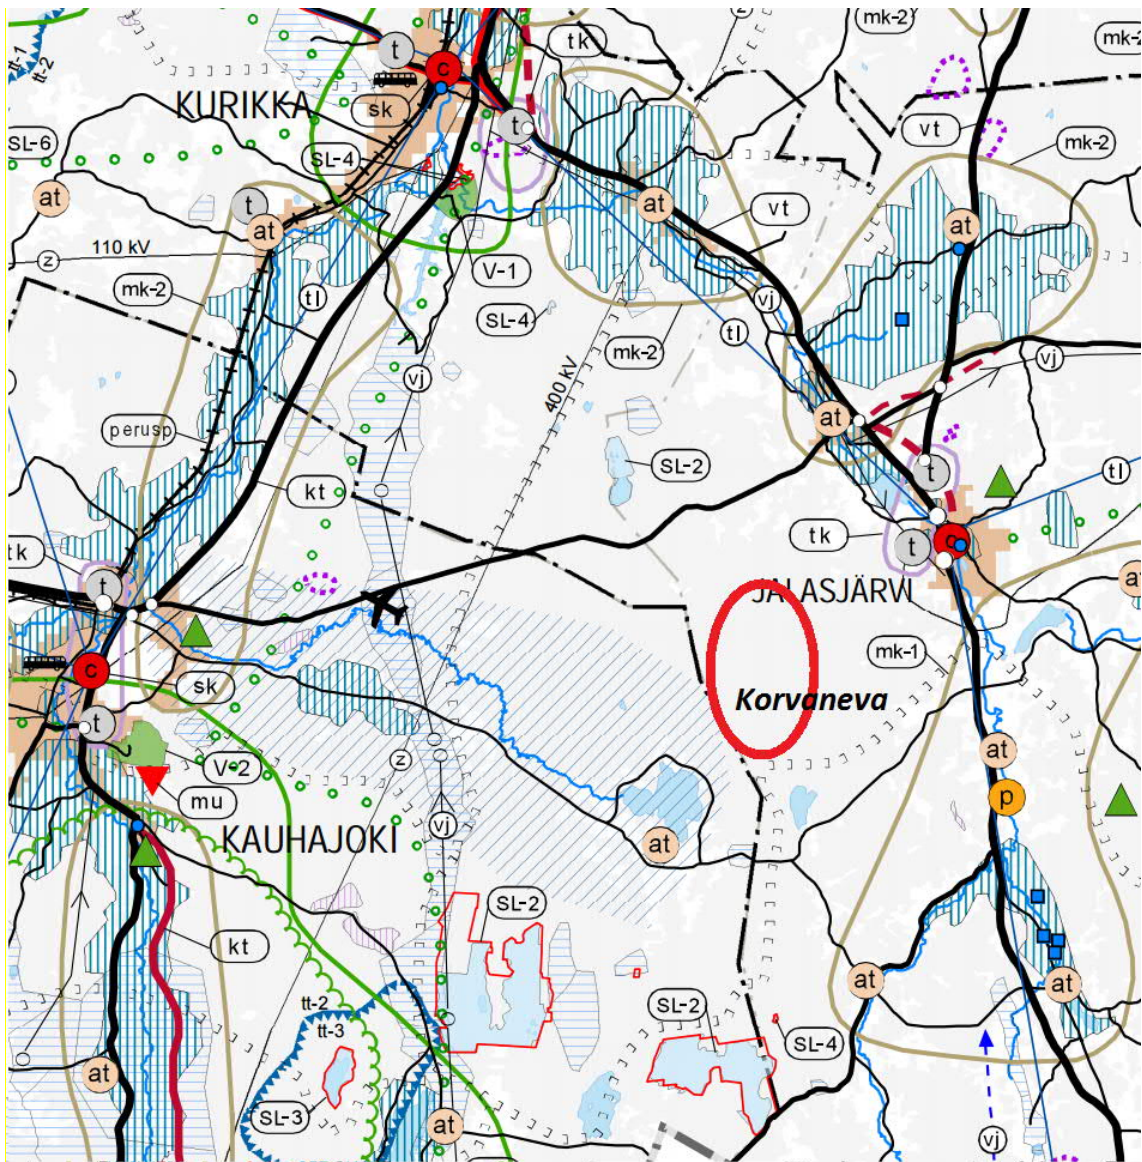 tt-1
tt-2
t
c
tk
z
mk-2
mk-2
KURIKKA
sk
t
vt
mk-2
SL-6
SL-4
at
t
at
at
vt
at
110 kV
z
V-1
mk-2
tl
vj
SL-4
tl
mk-2
vj
vj
400 kV
perusp
at
kt
SL-2
t
tl
tk
tk
t
t
c
at
JALASJÄRVI
mk-1
c
sk
Korvaneva
t
at
z
V-2
mu
p
vj
at
KAUHAJOKI
SL-2
kt
at
at
SL-2
tt-2
tt-3
SL-4
at
SL-3
at
vj